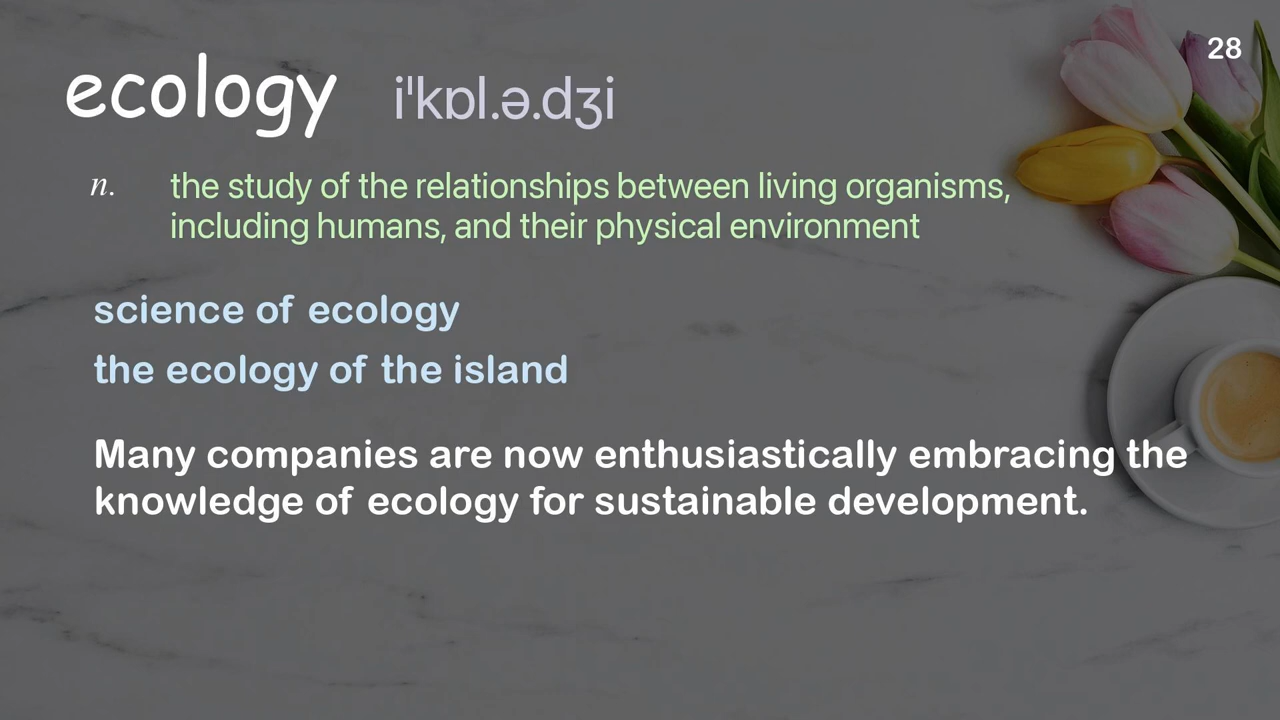 28
ecology iˈkɒl.ə.dʒi
n. the study of the relationships between living organisms,
including humans, and their physical environment
science of ecology
the ecology of the island
Many companies are now enthusiastically embracing the
knowledge of ecology for sustainable development.